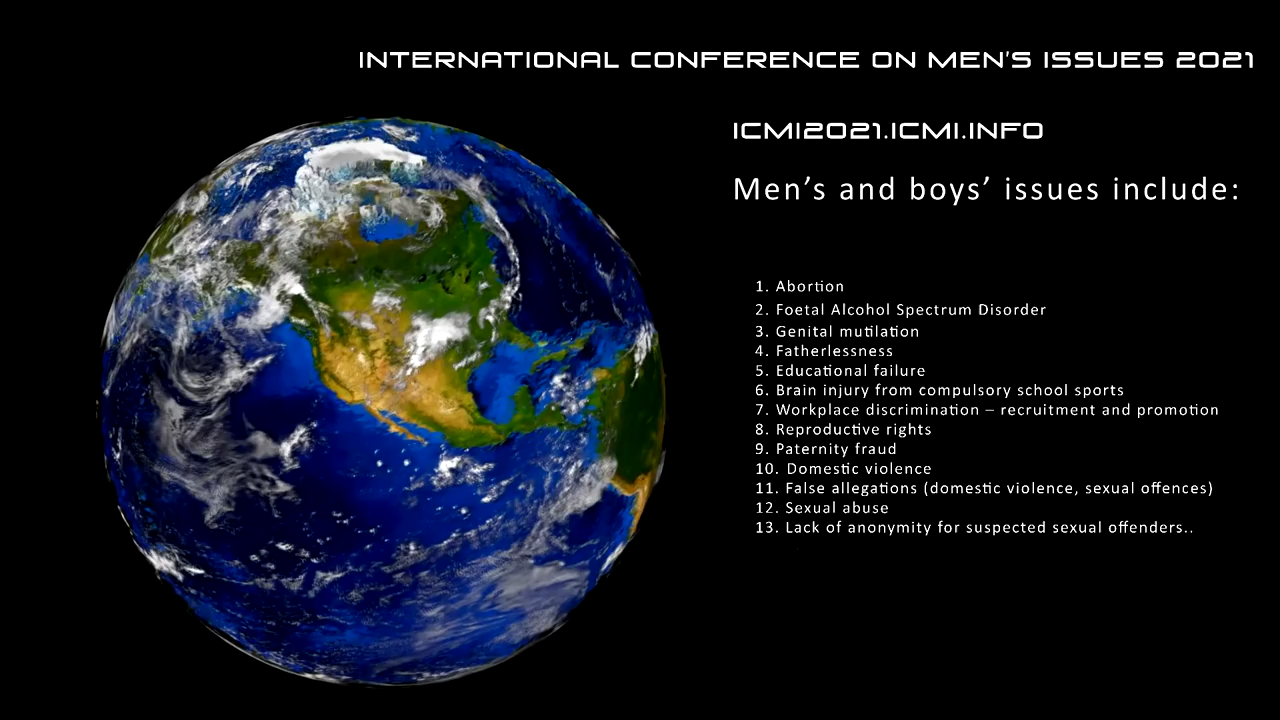 INTERNATIONAL CONFERENCE ON MEN'S ISSUES 2021
ICMI2021.ICMI.INFO
Men’s and boys’ issues include:
1. Abortion
2. Foetal Alcohol Spectrum Disorder
3. Genital mutilation
4. Fatherlessness
5. Educational failure
6. Brain injury from compulsory school sports
7. Workplace discrimination – recruitment and promotion
8. Reproductive rights
9. Paternity fraud
10. Domestic violence
11. False allegations (domestic violence, sexual offences)
12. Sexual abuse
13. Lack of anonymity for suspected sexual offenders..